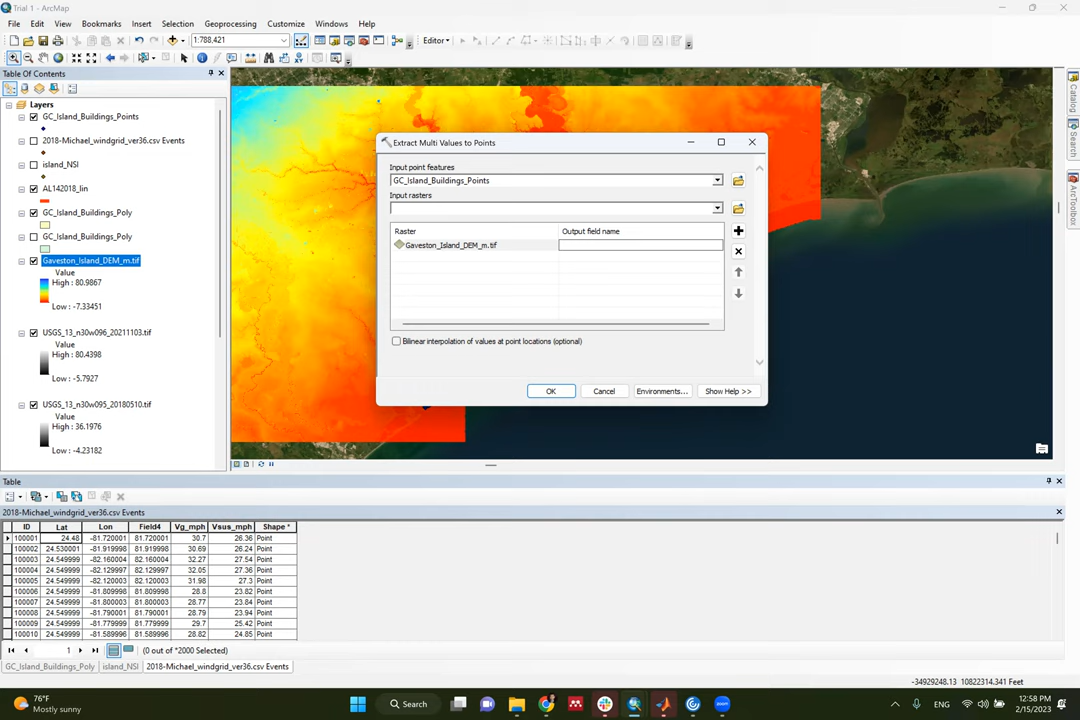 Trial 1 - ArcMap
File Edit View Bookmarks Insert Selection Geoprocessing Customize Windows Help
1:788,421
Editor
Table Of Contents
Layers
GC_Island_Buildings_Points
2018-Michael_windgrid_ver36.csv Events
island_NSI
AL142018_lin
GC_Island_Buildings_Poly
GC_Island_Buildings_Poly
Gaveston_Island_DEM_m.tif
Value
High : 80.9867
Low : -7.33451
USGS_13_n30w096_20211103.tif
Value
High : 80.4398
Low : -5.7927
USGS_13_n30w095_20180510.tif
Value
High : 36.1976
Low : -4.23182
Extract Multi Values to Points
Input point features
GC_Island_Buildings_Points
Input rasters
Raster Output field name
Gaveston_Island_DEM_m.tif
Bilinear interpolation of values at point locations (optional)
OK Cancel Environments... Show Help >>
Catalog
Search
ArcToolbox
Table
2018-Michael_windgrid_ver36.csv Events
ID Lat Lon Field4 Vg_mph Vsus_mph Shape *
100001 24.48 -81.720001 81.720001 30.7 26.36 Point
100002 24.530001 -81.919998 81.919998 30.69 26.24 Point
100003 24.549999 -82.160004 82.160004 32.27 27.54 Point
100004 24.549999 -82.129997 82.129997 32.05 27.36 Point
100005 24.549999 -82.120003 82.120003 31.98 27.3 Point
100006 24.549999 -81.809998 81.809998 28.8 23.82 Point
100007 24.549999 -81.800003 81.800003 28.77 23.84 Point
100008 24.549999 -81.790001 81.790001 28.79 23.94 Point
100009 24.549999 -81.779999 81.779999 29.7 25.42 Point
100010 24.549999 -81.589996 81.589996 28.82 24.85 Point
1 (0 out of *2000 Selected)
GC_Island_Buildings_Poly island_NSI 2018-Michael_windgrid_ver36.csv Events
-34929248.13 10822314.341 Feet
76°F
Mostly sunny
Search
zoom
ENG
12:58 PM
2/15/2023